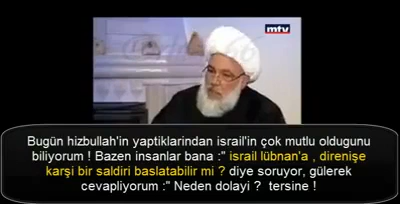 mtv
Bugün hizbullah'in yaptiklarindan israil'in çok mutlu oldugunu
biliyorum ! Bazen insanlar bana :" israil lübnan'a , direnişe
karşi bir saldiri baslatabilir mi ? diye soruyor, gülerek
cevapliyorum :" Neden dolayi ? tersine !